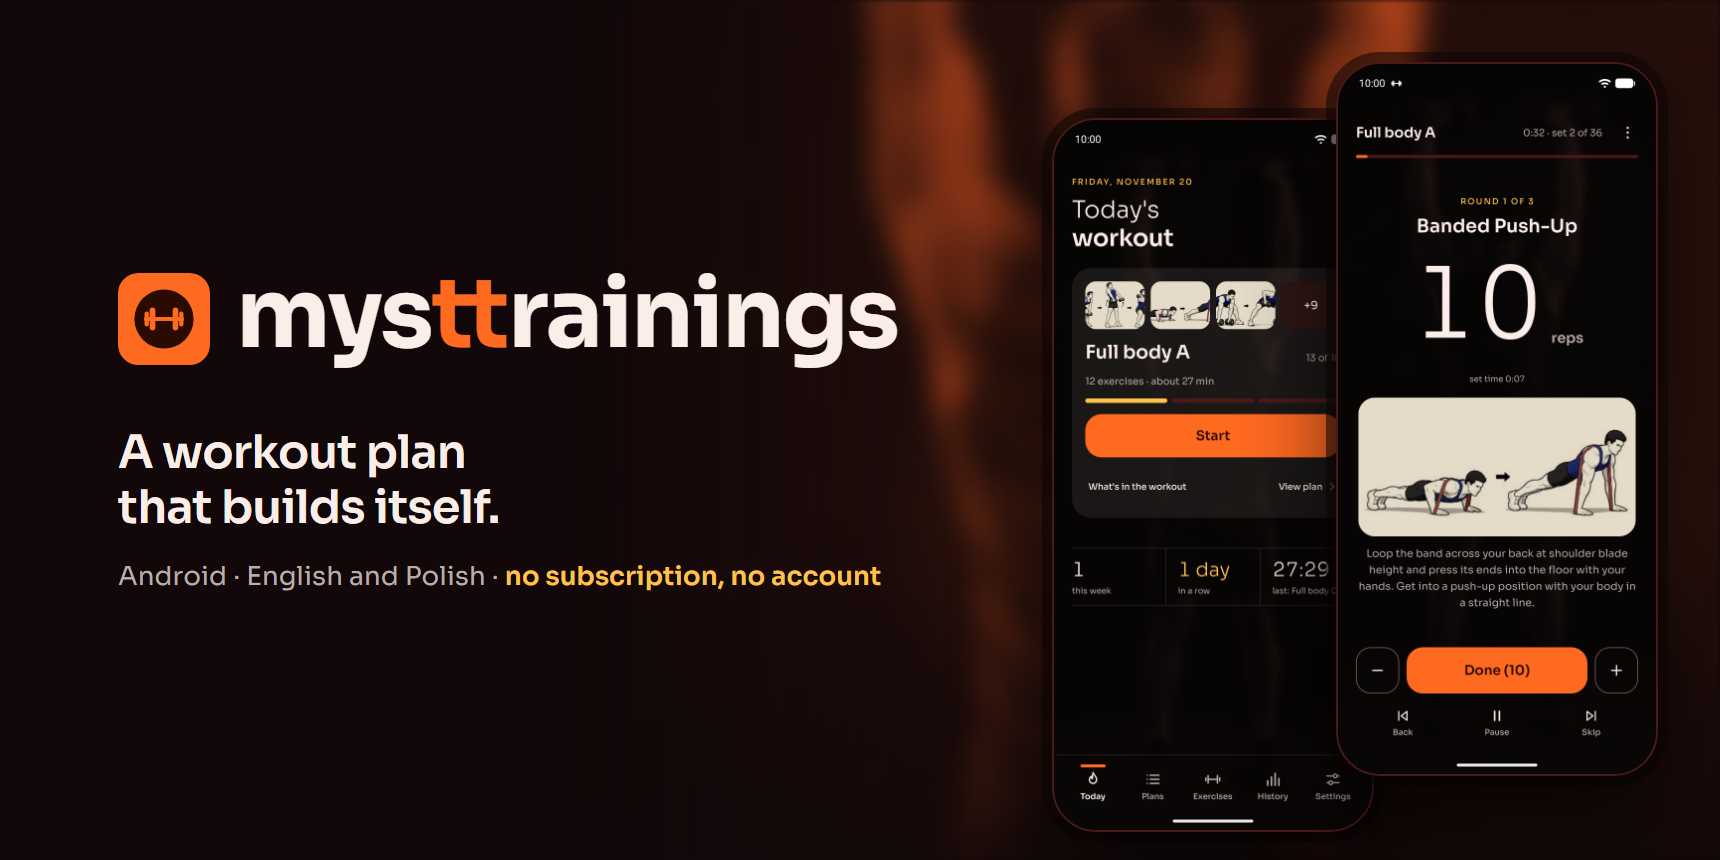 mysttrainings
A workout plan
that builds itself.
Android · English and Polish · no subscription, no account
10:00
FRIDAY, NOVEMBER 20
Today's
workout
+9
Full body A
13 of
12 exercises · about 27 min
Start
What's in the workout
View plan
1
this week
1 day
in a row
27:29
last: Full body
Today
Plans
Exercises
History
Settings
10:00
Full body A
0:32 · set 2 of 36
ROUND 1 OF 3
Banded Push-Up
10 reps
set time 0:07
Loop the band across your back at shoulder blade
height and press its ends into the floor with your
hands. Get into a push-up position with your body in
a straight line.
−
Done (10)
+
Back
Pause
Skip